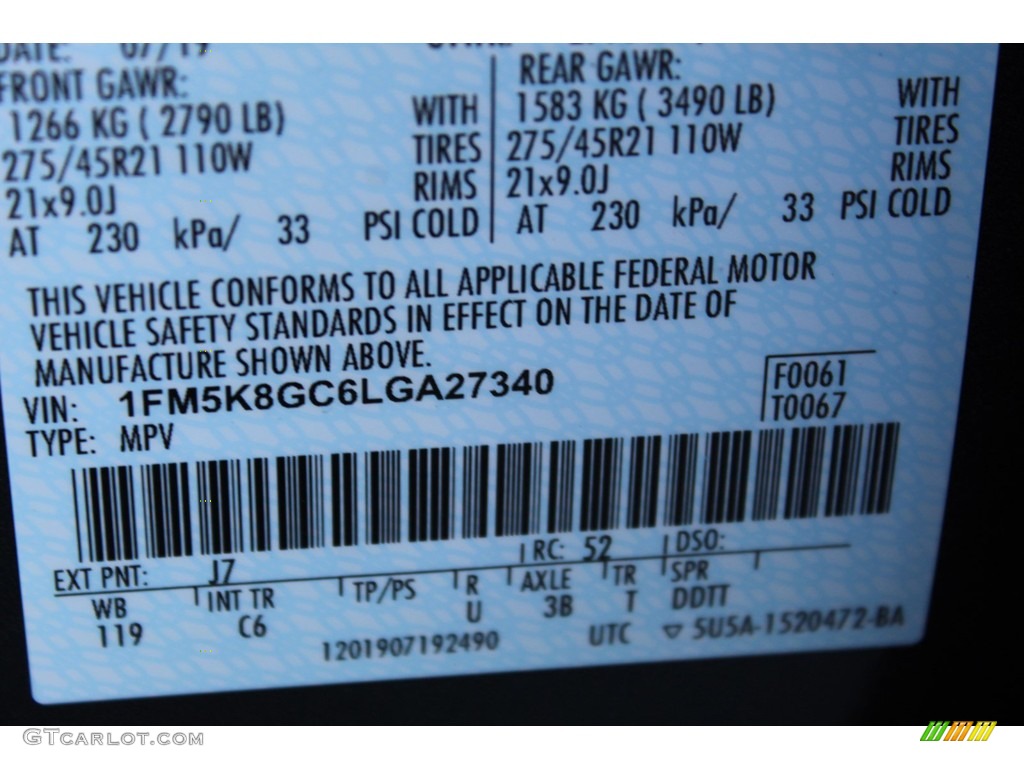 DATE: 07/19
FRONT GAWR:
1266 KG ( 2790 LB) WITH
275/45R21 110W TIRES
21x9.0J RIMS
AT 230 kPa/ 33 PSI COLD
REAR GAWR:
1583 KG ( 3490 LB) WITH
275/45R21 110W TIRES
21x9.0J RIMS
AT 230 kPa/ 33 PSI COLD
THIS VEHICLE CONFORMS TO ALL APPLICABLE FEDERAL MOTOR
VEHICLE SAFETY STANDARDS IN EFFECT ON THE DATE OF
MANUFACTURE SHOWN ABOVE.
VIN: 1FM5K8GC6LGA27340
F0061
T0067
TYPE: MPV
EXT PNT: J7 RC: 52 DSO:
WB INT TR TP/PS R AXLE TR SPR
119 C6 U 3B T DDTT
1201907192490 UTC ▽ 5U5A-1520472-BA
GTCARLOT.COM